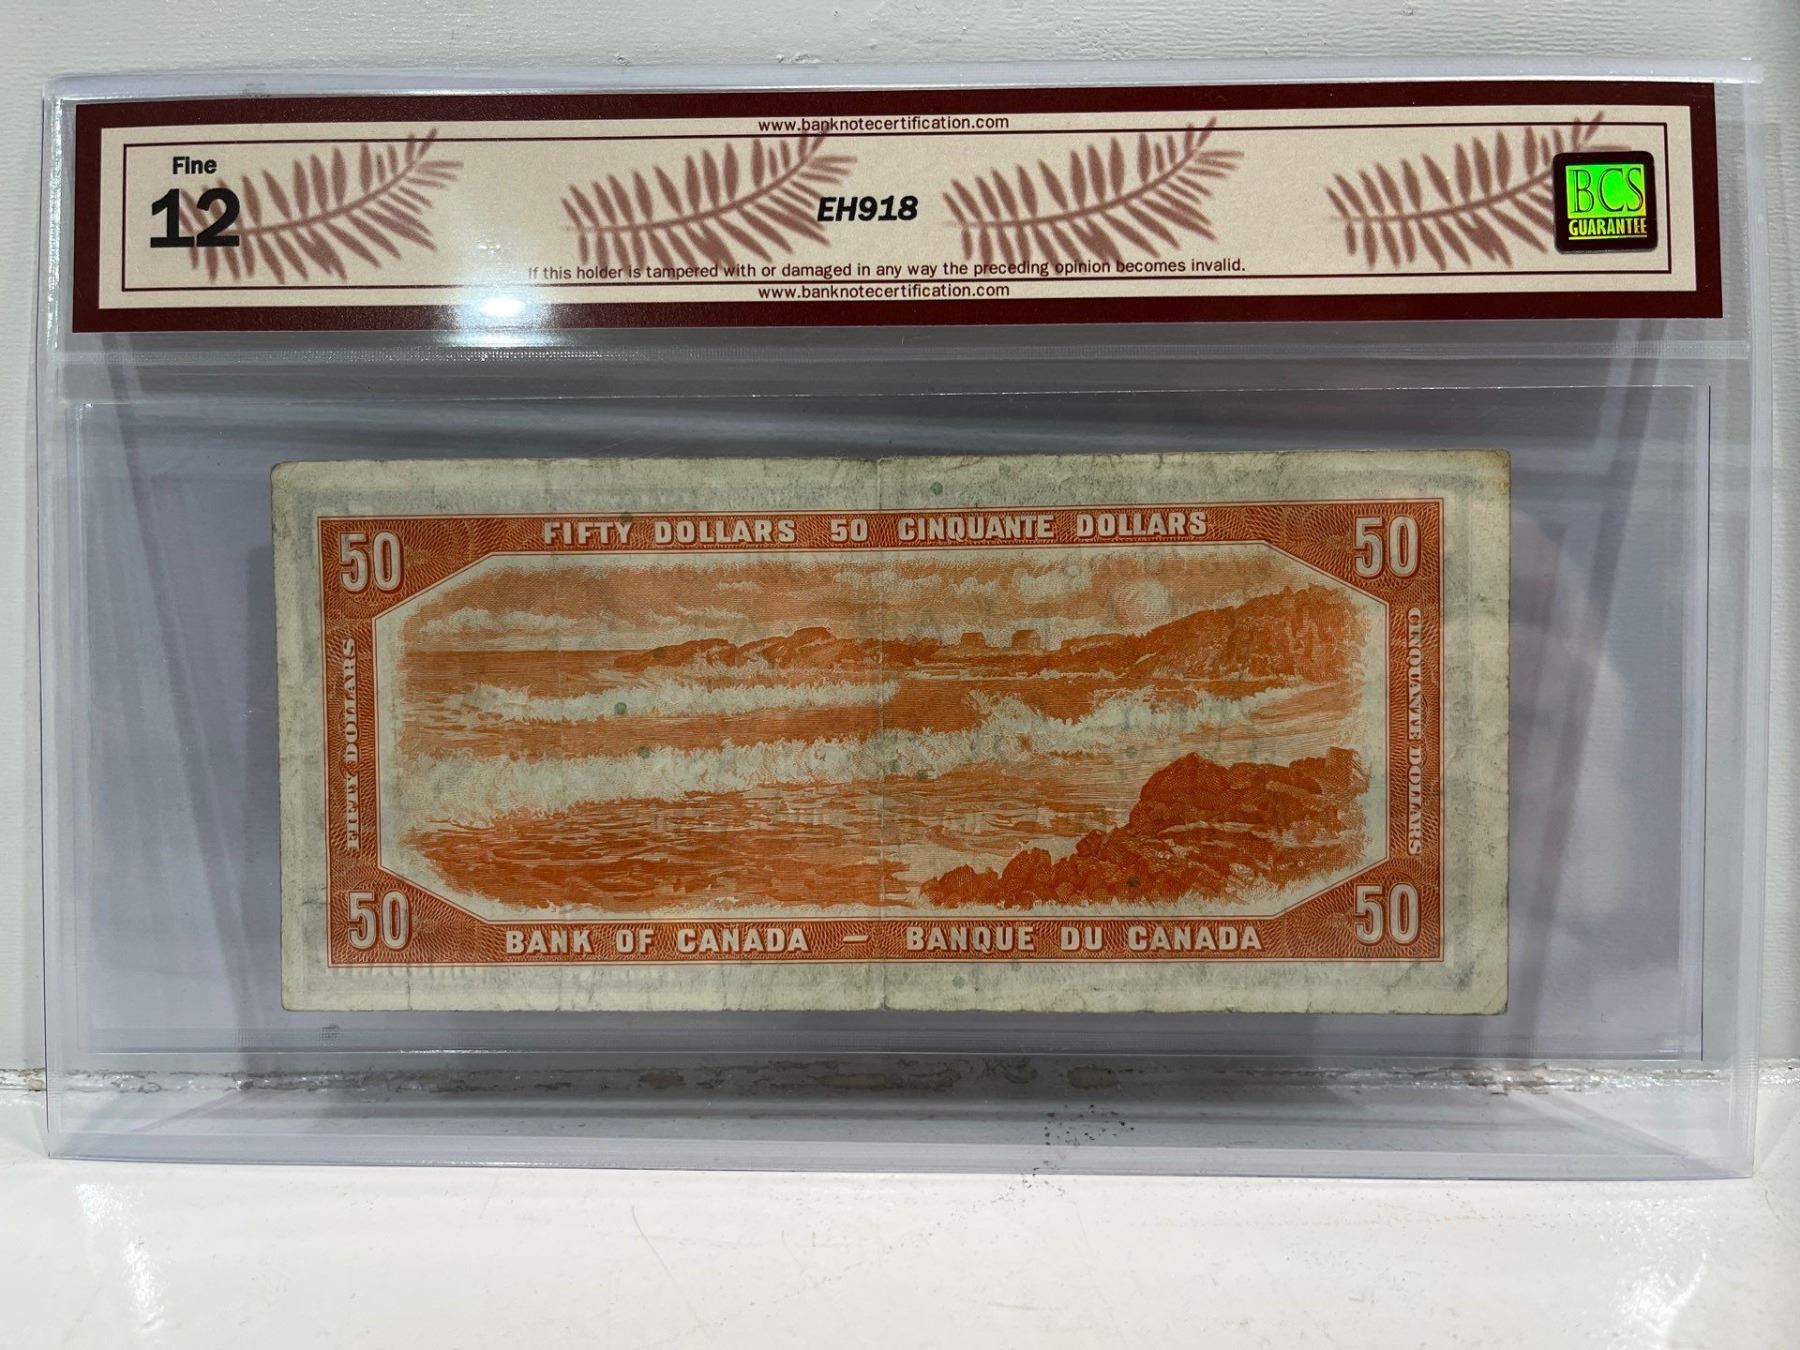 www.banknotecertification.com
Fine
12
EH918
BCS
GUARANTEE
If this holder is tampered with or damaged in any way the preceding opinion becomes invalid.
www.banknotecertification.com
50
FIFTY DOLLARS 50 CINQUANTE DOLLARS
50
FIFTY DOLLARS
CINQUANTE DOLLARS
50
BANK OF CANADA — BANQUE DU CANADA
50